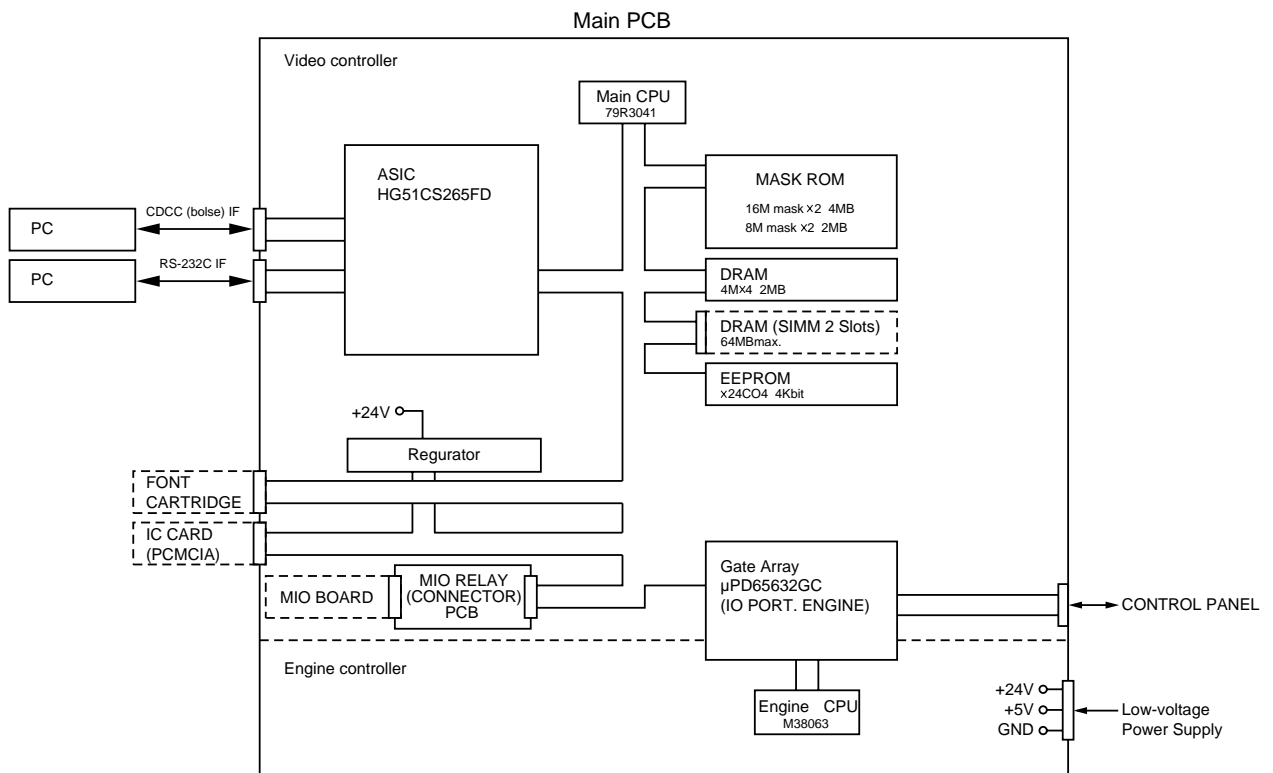 Main PCB
Video controller
Main CPU
79R3041
ASIC
HG51CS265FD
MASK ROM
16M mask ×2 4MB
8M mask ×2 2MB
PC
CDCC (bolse) IF
PC
RS-232C IF
DRAM
4M×4 2MB
DRAM (SIMM 2 Slots)
64MBmax.
EEPROM
x24CO4 4Kbit
+24V
Regurator
FONT
CARTRIDGE
IC CARD
(PCMCIA)
MIO BOARD
MIO RELAY
(CONNECTOR)
PCB
Gate Array
µPD65632GC
(IO PORT. ENGINE)
CONTROL PANEL
Engine controller
Engine CPU
M38063
+24V
+5V
GND
Low-voltage
Power Supply